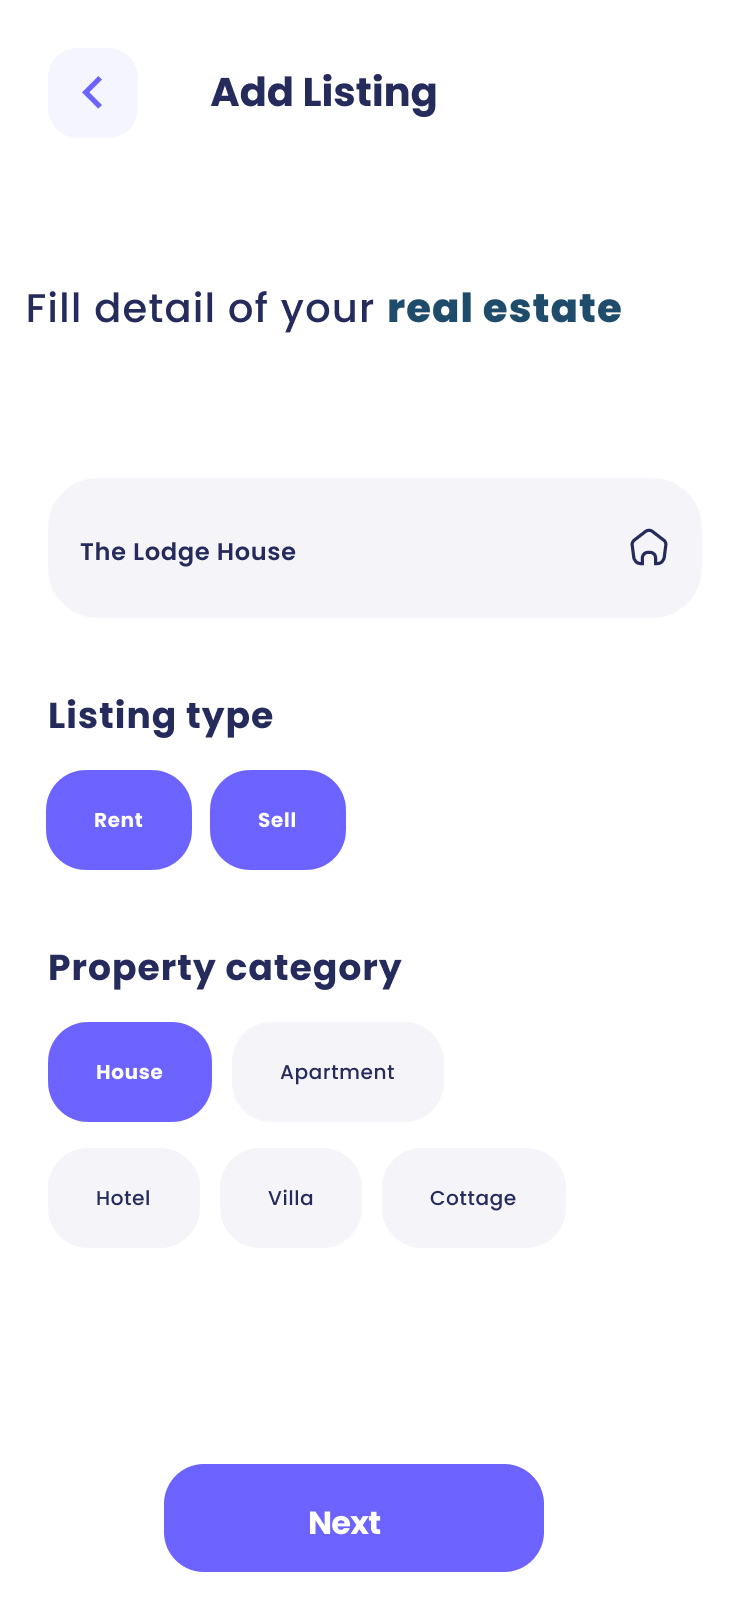 Add Listing
Fill detail of your real estate
The Lodge House
Listing type
Rent Sell
Property category
House Apartment
Hotel Villa Cottage
Next